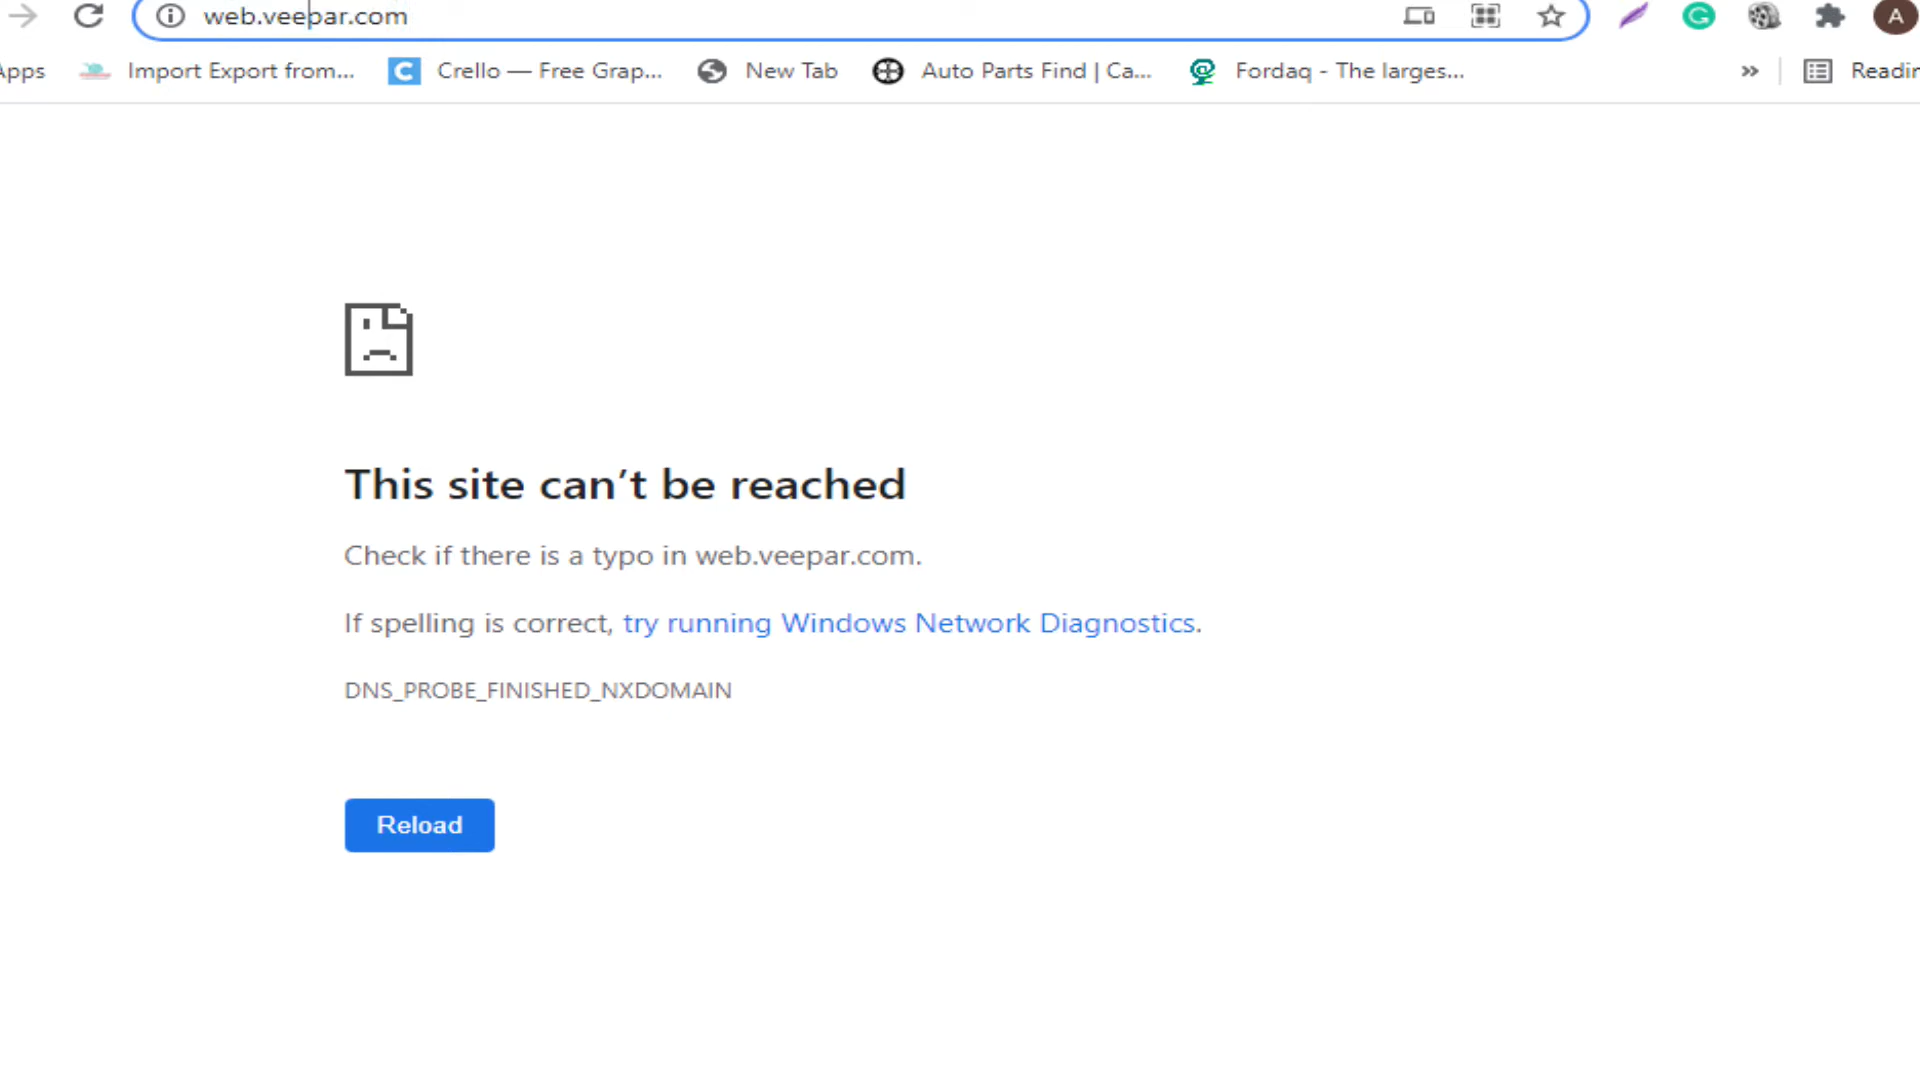 web.veepar.com
Apps Import Export from... Crello — Free Grap... New Tab Auto Parts Find | Ca... Fordaq - The larges... » Readin
This site can't be reached
Check if there is a typo in web.veepar.com.
If spelling is correct, try running Windows Network Diagnostics.
DNS_PROBE_FINISHED_NXDOMAIN
Reload
A